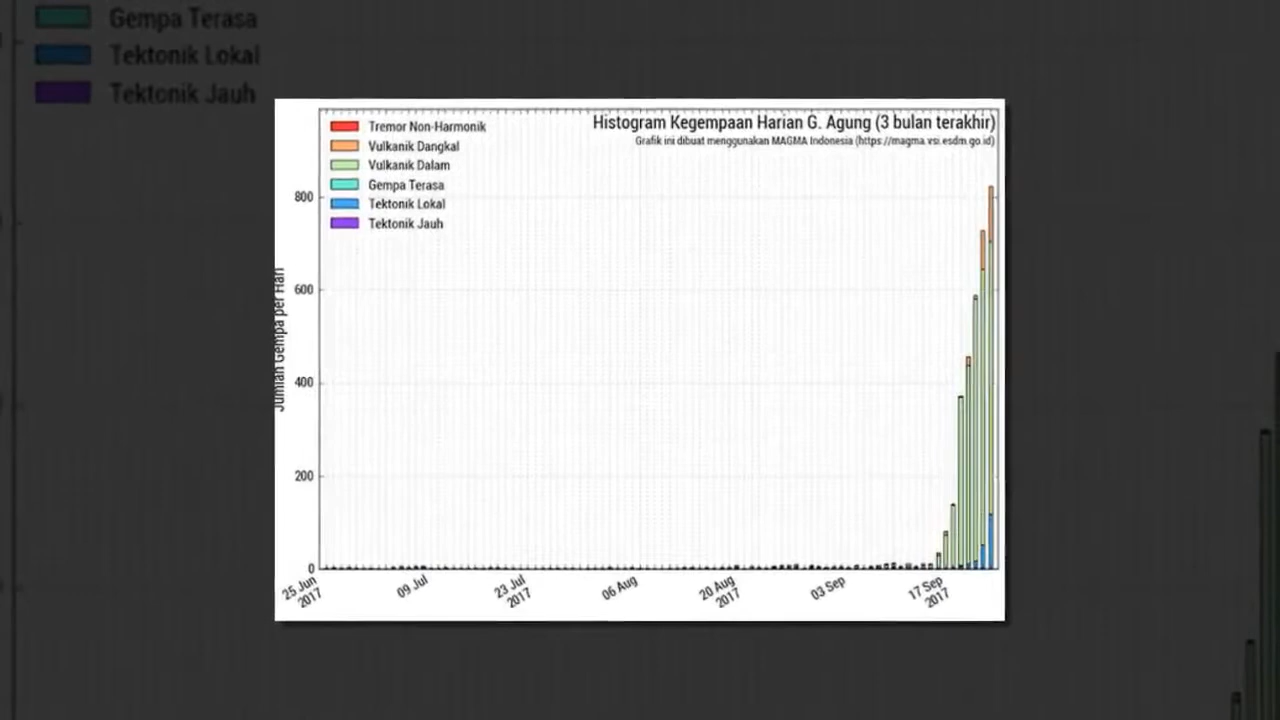 Gempa Terasa
Tektonik Lokal
Tektonik Jauh
Histogram Kegempaan Harian G. Agung (3 bulan terakhir)
Grafik ini dibuat menggunakan MAGMA Indonesia (https://magma.vsi.esdm.go.id)
Tremor Non-Harmonik
Vulkanik Dangkal
Vulkanik Dalam
Gempa Terasa
Tektonik Lokal
Tektonik Jauh
Jumlah Gempa per Hari
800
600
400
200
0
25 Jun
2017
09 Jul
23 Jul
2017
06 Aug
20 Aug
2017
03 Sep
17 Sep
2017